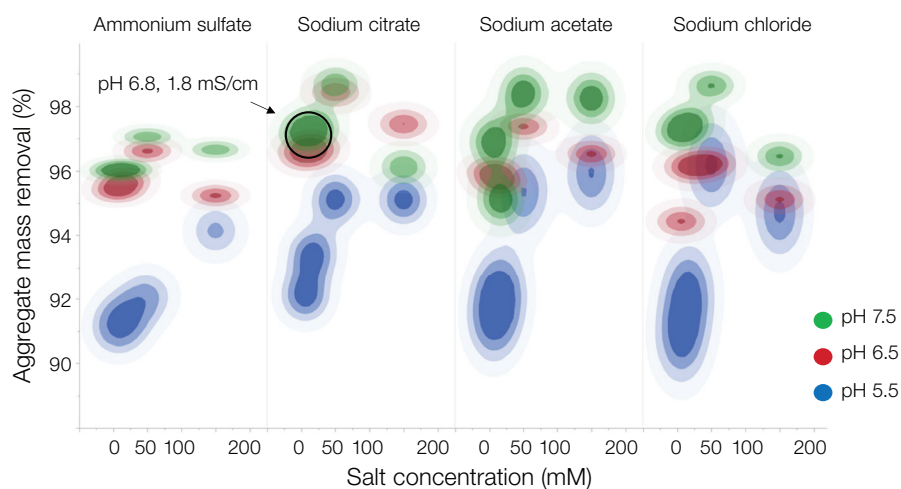 Ammonium sulfate Sodium citrate Sodium acetate Sodium chloride
pH 6.8, 1.8 mS/cm
Aggregate mass removal (%)
98
96
94
92
90
pH 7.5
pH 6.5
pH 5.5
0 50 100 200 0 50 100 200 0 50 100 200 0 50 100 200
Salt concentration (mM)